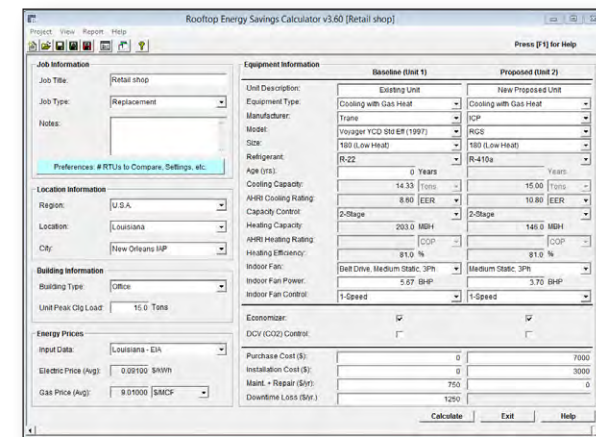 Rooftop Energy Savings Calculator v3.60 [Retail shop]
Project View Report Help
Press [F1] for Help
Job Information
Job Title: Retail shop
Job Type: Replacement
Notes:
Preferences: # RTUs to Compare, Settings, etc.
Location Information
Region: U.S.A.
Location: Louisiana
City: New Orleans IAP
Building Information
Building Type: Office
Unit Peak Clg Load: 15.0 Tons
Energy Prices
Input Data: Louisiana - EIA
Electric Price (Avg): 0.09100 $/kWh
Gas Price (Avg): 9.01000 $/MCF
Equipment Information
Baseline (Unit 1) Proposed (Unit 2)
Unit Description: Existing Unit New Proposed Unit
Equipment Type: Cooling with Gas Heat Cooling with Gas Heat
Manufacturer: Trane ICP
Model: Voyager YCD Std Eff (1997) RGS
Size: 180 (Low Heat) 180 (Low Heat)
Refrigerant: R-22 R-410a
Age (yrs): 0 Years Years
Cooling Capacity: 14.33 Tons 15.00 Tons
AHRI Cooling Rating: 8.60 EER 10.80 EER
Capacity Control: 2-Stage 2-Stage
Heating Capacity: 203.0 MBH 146.0 MBH
AHRI Heating Rating: COP COP
Heating Efficiency: 81.0 % 81.0 %
Indoor Fan: Belt Drive, Medium Static, 3Ph Medium Static, 3Ph
Indoor Fan Power: 5.67 BHP 3.70 BHP
Indoor Fan Control: 1-Speed 1-Speed
Economizer:
DCV (CO2) Control:
Purchase Cost ($): 0 7000
Installation Cost ($): 0 3000
Maint. + Repair ($/yr): 750 0
Downtime Loss ($/yr.) 1250
Calculate Exit Help